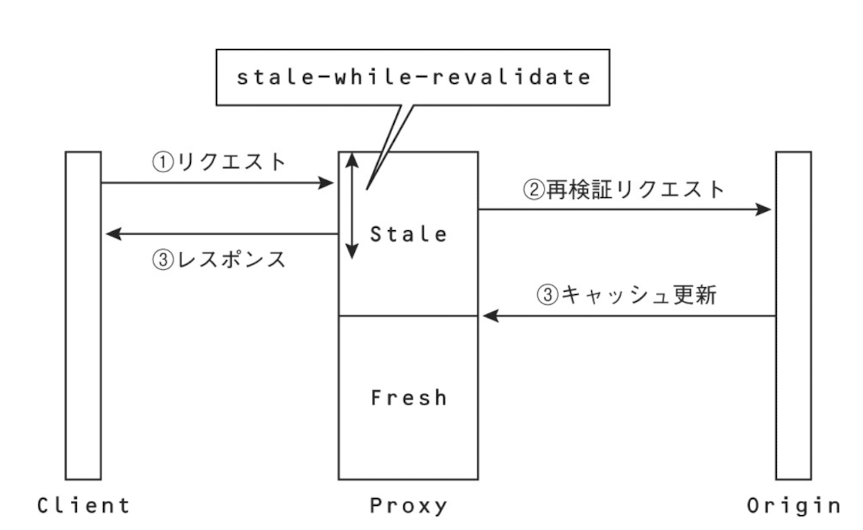 stale-while-revalidate
①リクエスト
②再検証リクエスト
Stale
③レスポンス
③キャッシュ更新
Fresh
Client
Proxy
Origin